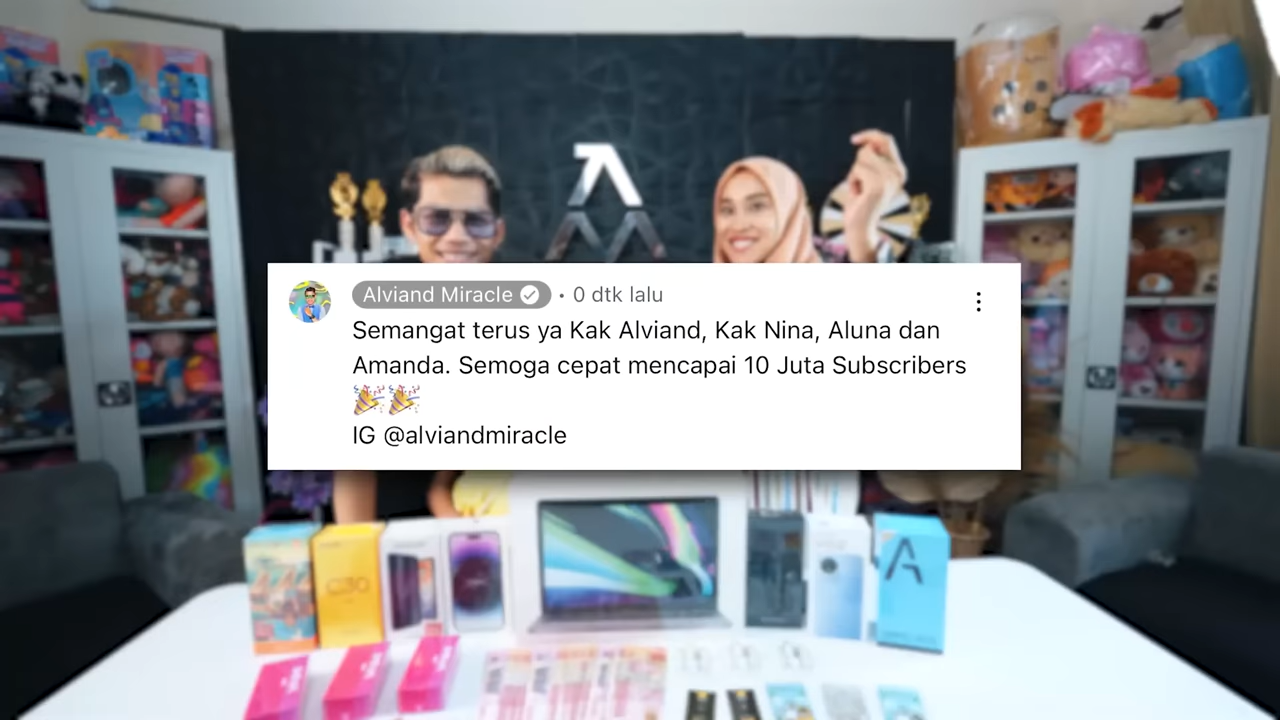 Alviand Miracle • 0 dtk lalu
Semangat terus ya Kak Alviand, Kak Nina, Aluna dan
Amanda. Semoga cepat mencapai 10 Juta Subscribers
🎉🎉
IG @alviandmiracle
C30